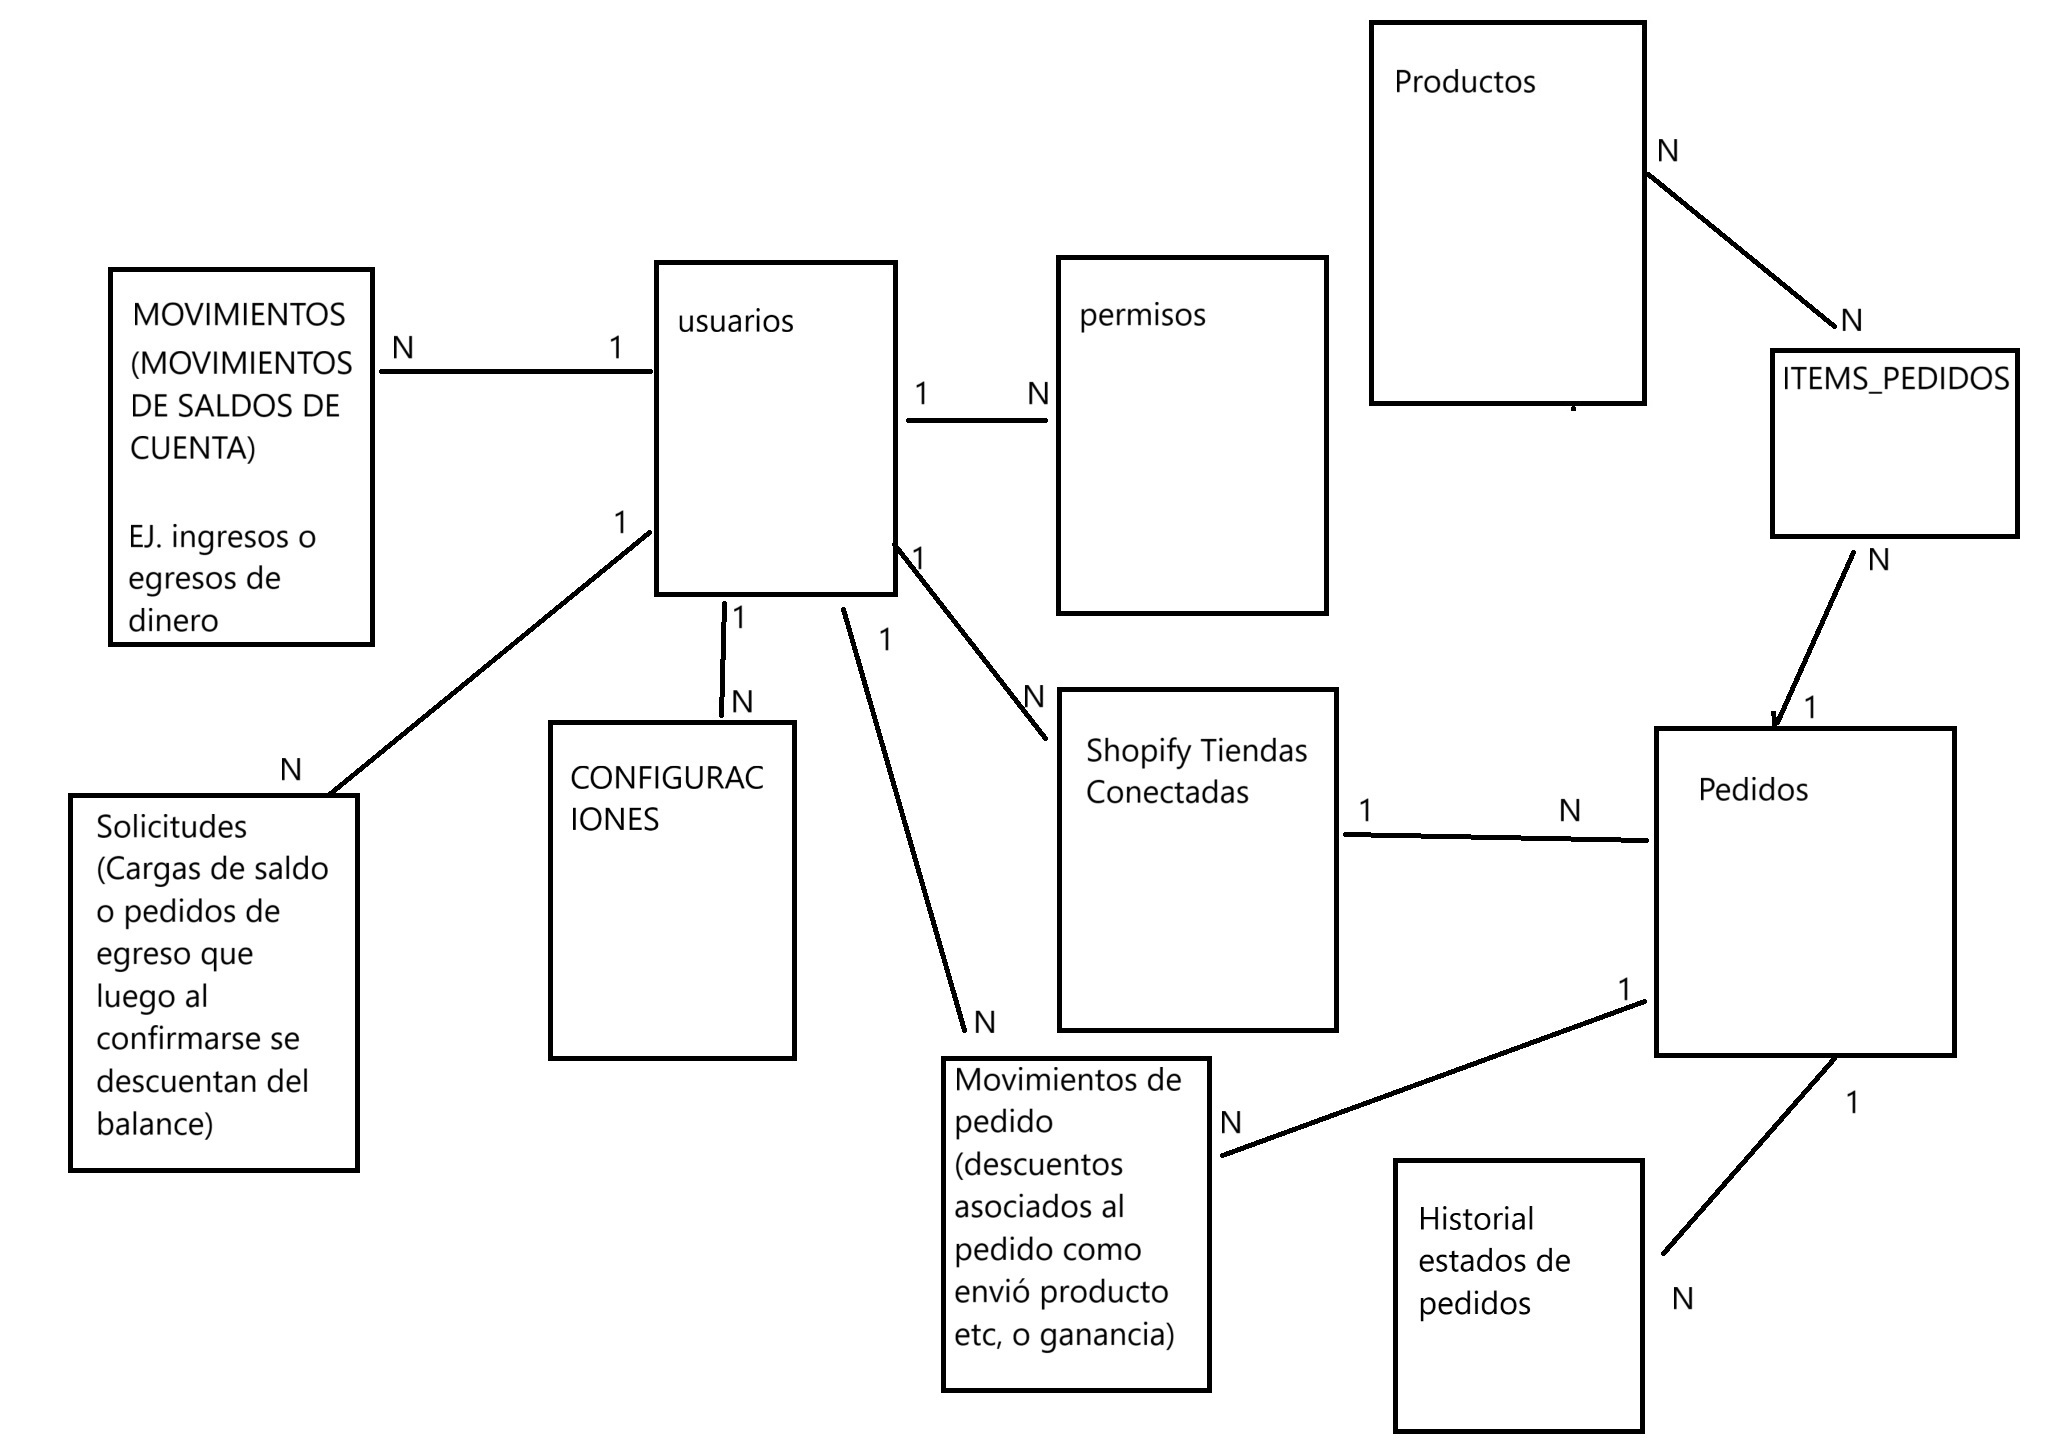 Productos
N
N
ITEMS_PEDIDOS
N
1
MOVIMIENTOS
(MOVIMIENTOS
DE SALDOS DE
CUENTA)
EJ. ingresos o
egresos de
dinero
N
1
usuarios
1
N
permisos
1
N
Solicitudes
(Cargas de saldo
o pedidos de
egreso que
luego al
confirmarse se
descuentan del
balance)
1
N
CONFIGURAC
IONES
1
N
Shopify Tiendas
Conectadas
1
N
Pedidos
1
N
Movimientos de
pedido
(descuentos
asociados al
pedido como
envió producto
etc, o ganancia)
1
N
1
N
Historial
estados de
pedidos